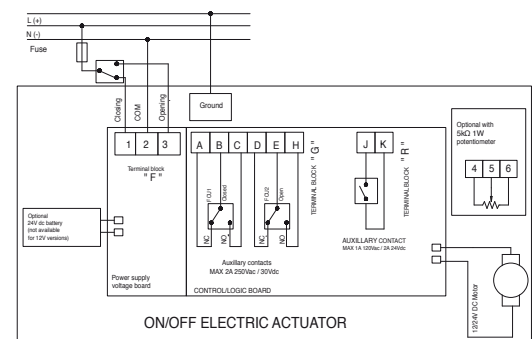 L (+)
N (-)
Fuse
Closing
COM
Opening
Ground
1 2 3
Terminal block
" F "
A B C D E H
FOJ1
Closed
NC
NO
FOJ2
Open
NC
NO
TERMINAL BLOCK " G "
Auxiliary contacts
MAX 2A 250Vac / 30Vdc
J K
TERMINAL BLOCK " R "
AUXILLARY CONTACT
MAX 1A 120Vac / 2A 24Vdc
Optional with
5kΩ 1W
potentiometer
4 5 6
Optional
24V dc battery
(not available
for 12V versions)
Power supply
voltage board
CONTROL/LOGIC BOARD
12/24V DC Motor
ON/OFF ELECTRIC ACTUATOR